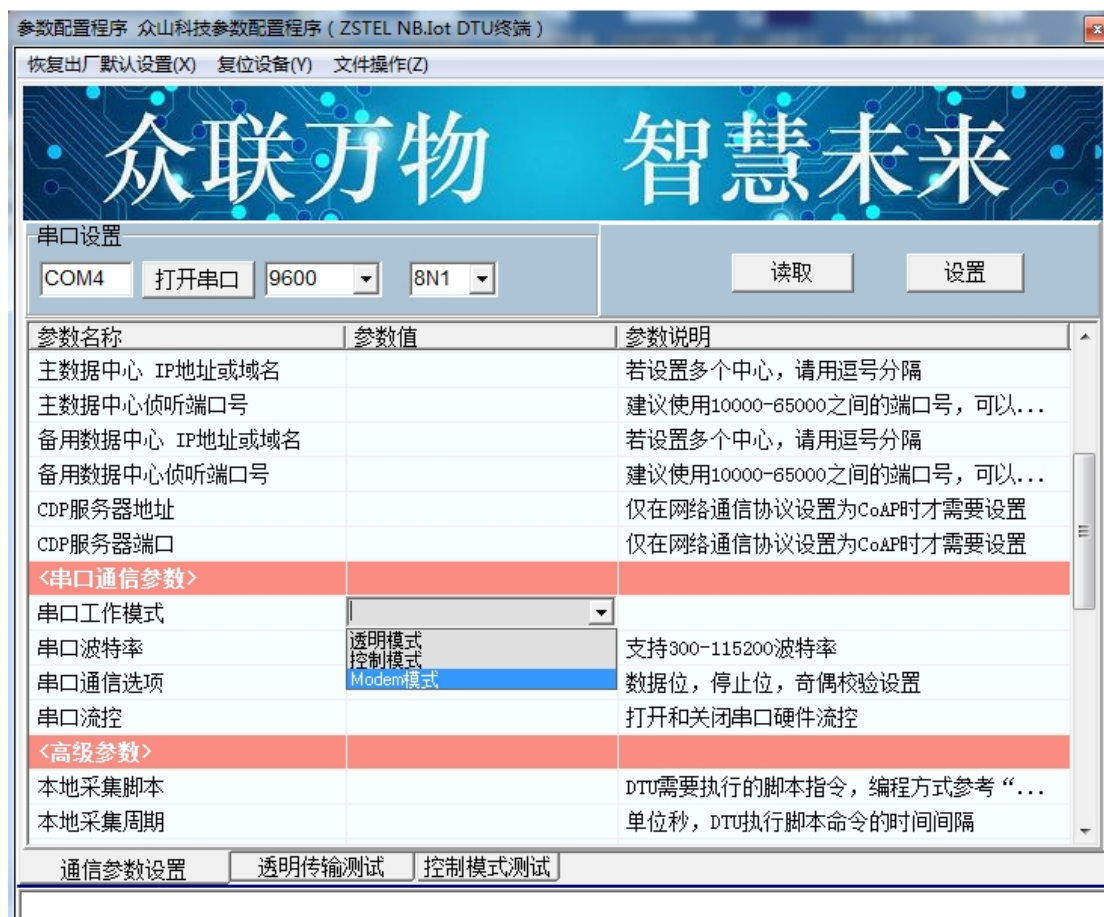 参数配置程序 众山科技参数配置程序(ZSTEL NB.Iot DTU终端)
恢复出厂默认设置(X) 复位设备(Y) 文件操作(Z)
众联万物 智慧未来
串口设置
COM4 打开串口 9600 8N1 读取 设置
参数名称 参数值 参数说明
主数据中心 IP地址或域名 若设置多个中心，请用逗号分隔
主数据中心侦听端口号 建议使用10000-65000之间的端口号，可以...
备用数据中心 IP地址或域名 若设置多个中心，请用逗号分隔
备用数据中心侦听端口号 建议使用10000-65000之间的端口号，可以...
CDP服务器地址 仅在网络通信协议设置为CoAP时才需要设置
CDP服务器端口 仅在网络通信协议设置为CoAP时才需要设置
<串口通信参数>
串口工作模式
透明模式
控制模式
Modem模式
串口波特率 支持300-115200波特率
串口通信选项 数据位，停止位，奇偶校验设置
串口流控 打开和关闭串口硬件流控
<高级参数>
本地采集脚本 DTU需要执行的脚本指令，编程方式参考“...
本地采集周期 单位秒，DTU执行脚本命令的时间间隔
通信参数设置 透明传输测试 控制模式测试